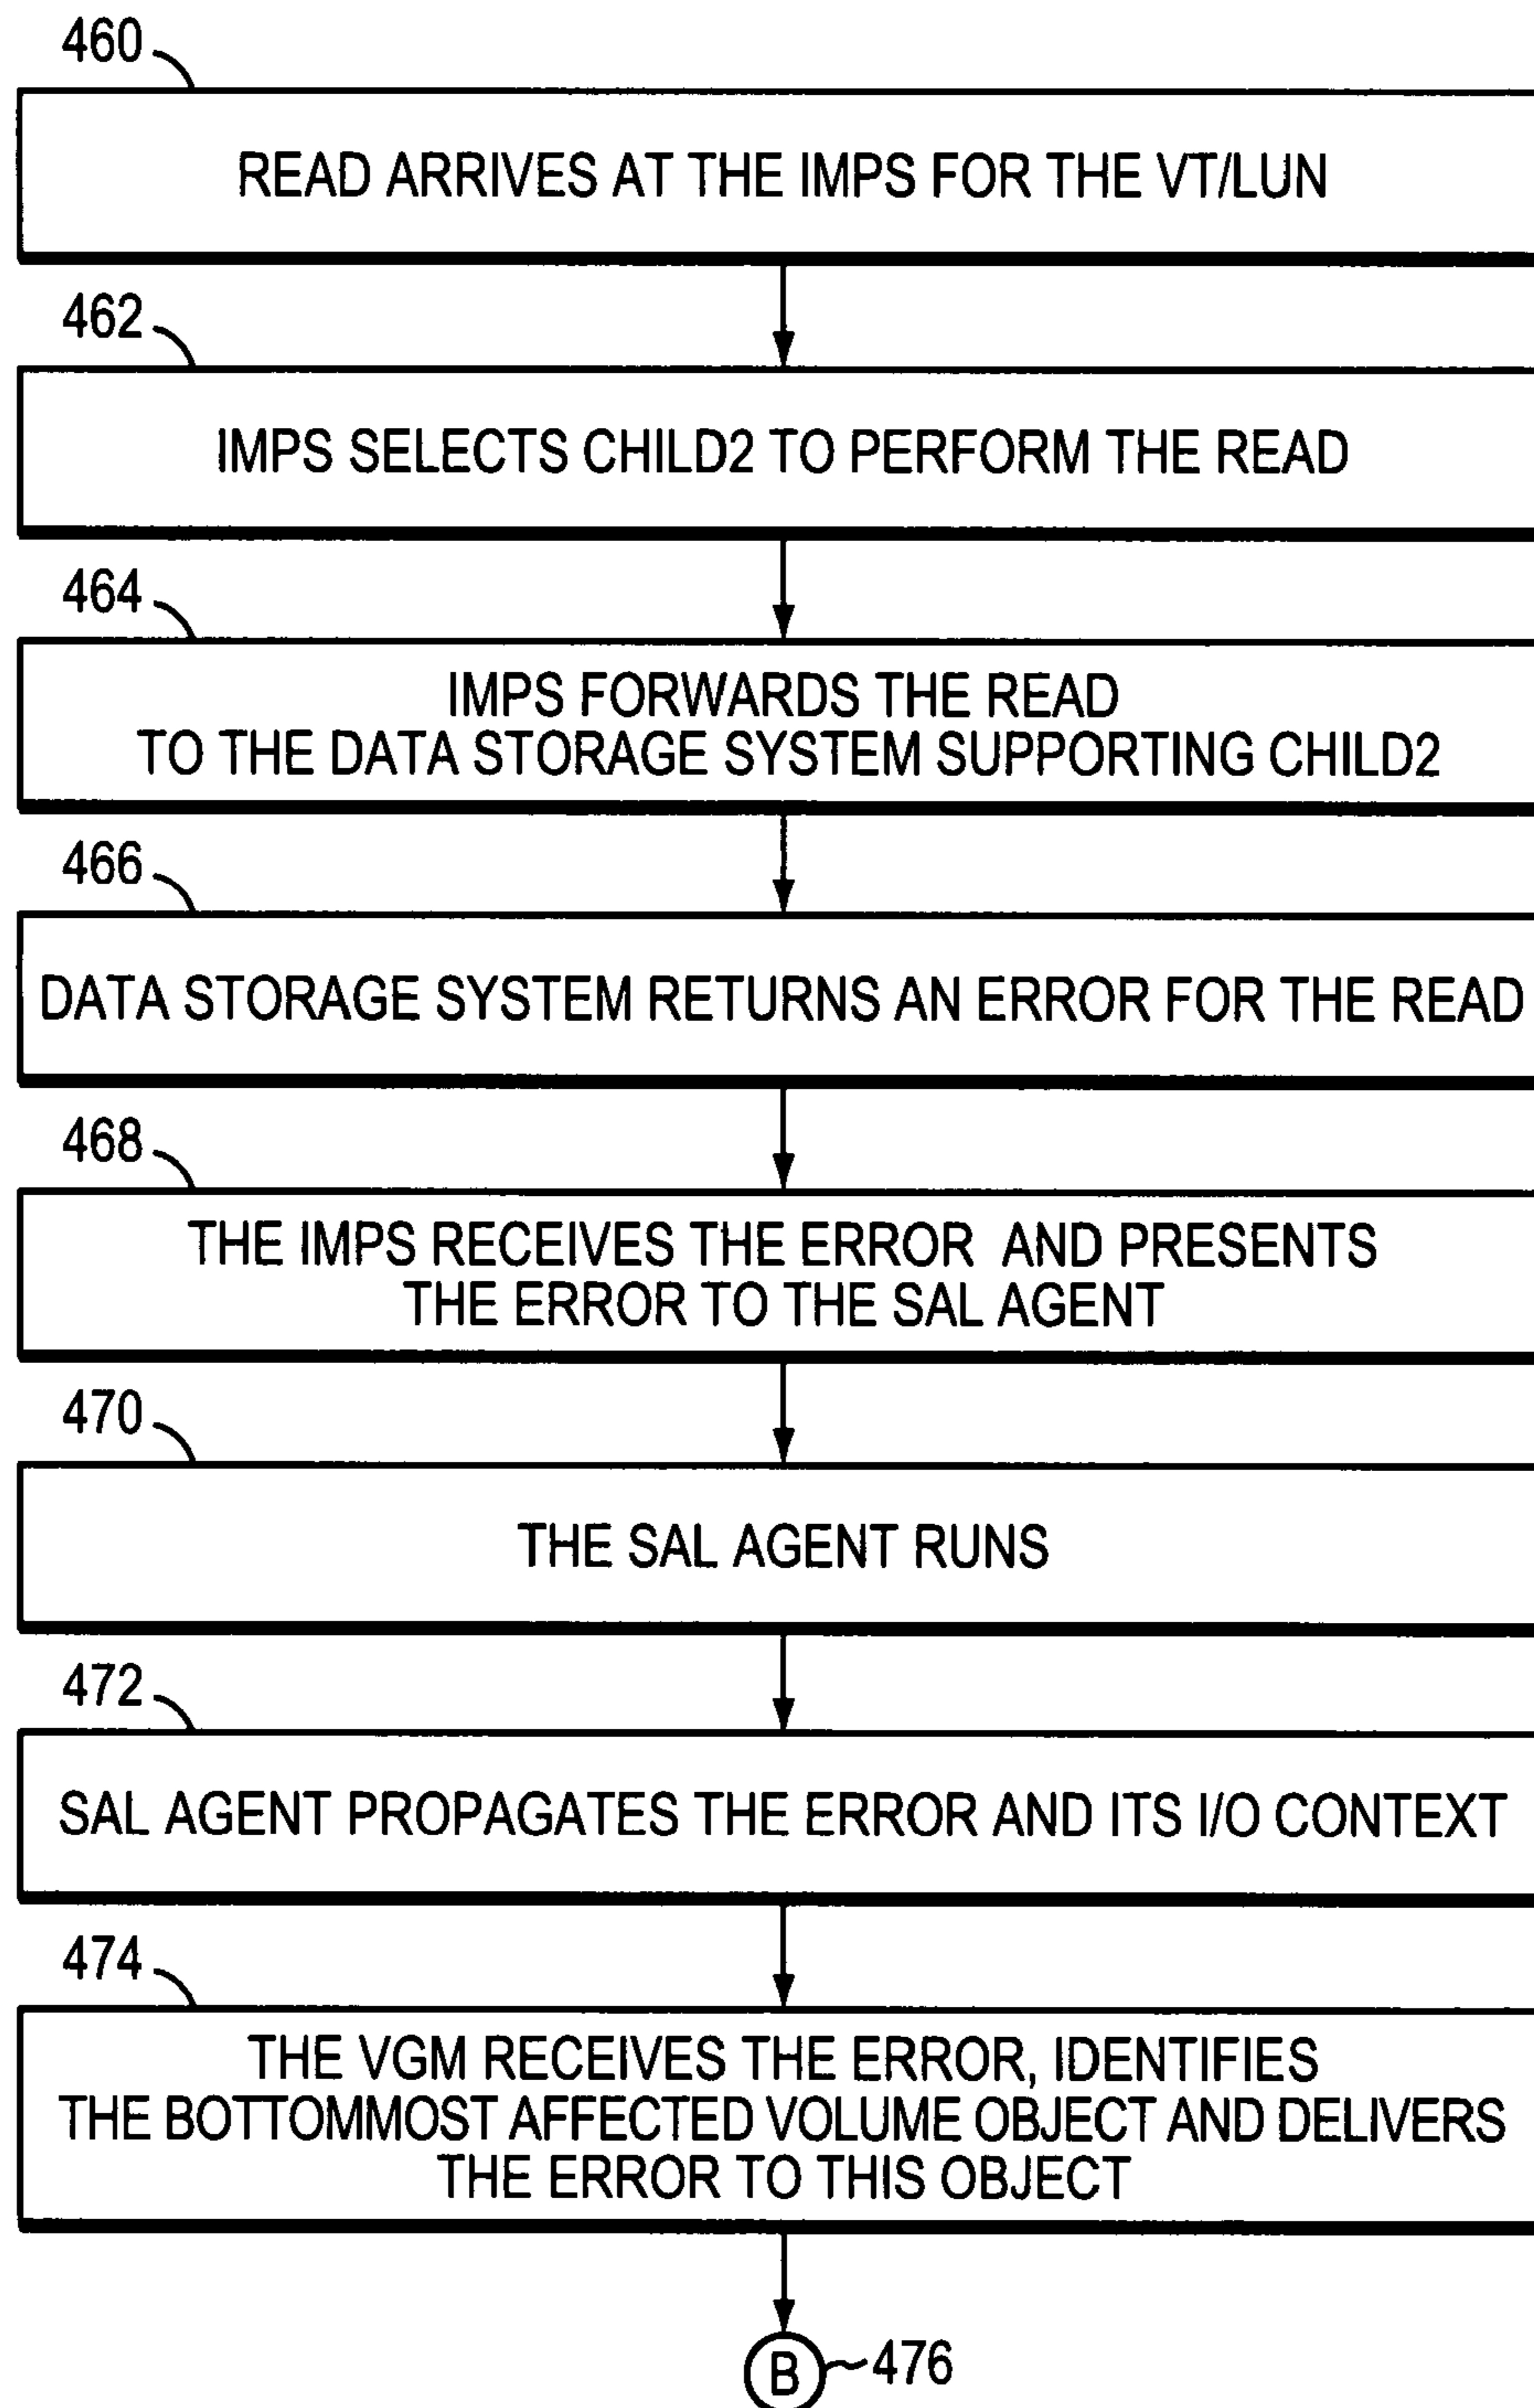 460
READ ARRIVES AT THE IMPS FOR THE VT/LUN
462
IMPS SELECTS CHILD2 TO PERFORM THE READ
464
IMPS FORWARDS THE READ
TO THE DATA STORAGE SYSTEM SUPPORTING CHILD2
466
DATA STORAGE SYSTEM RETURNS AN ERROR FOR THE READ
468
THE IMPS RECEIVES THE ERROR AND PRESENTS
THE ERROR TO THE SAL AGENT
470
THE SAL AGENT RUNS
472
SAL AGENT PROPAGATES THE ERROR AND ITS I/O CONTEXT
474
THE VGM RECEIVES THE ERROR, IDENTIFIES
THE BOTTOMMOST AFFECTED VOLUME OBJECT AND DELIVERS
THE ERROR TO THIS OBJECT
B 476